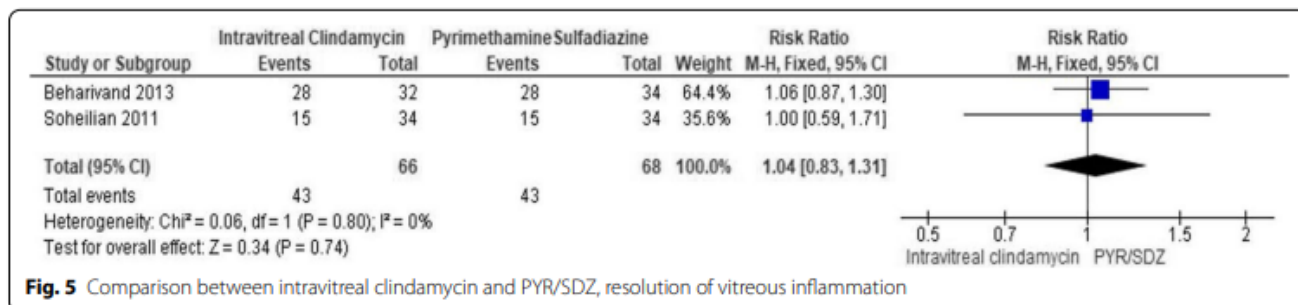 Intravitreal Clindamycin Pyrimethamine Sulfadiazine Risk Ratio Risk Ratio
Study or Subgroup Events Total Events Total Weight M-H, Fixed, 95% CI M-H, Fixed, 95% CI
Beharivand 2013 28 32 28 34 64.4% 1.06 [0.87, 1.30]
Soheilian 2011 15 34 15 34 35.6% 1.00 [0.59, 1.71]
Total (95% CI) 66 68 100.0% 1.04 [0.83, 1.31]
Total events 43 43
Heterogeneity: Chi² = 0.06, df = 1 (P = 0.80); I² = 0%
Test for overall effect: Z = 0.34 (P = 0.74)
0.5 0.7 1 1.5 2
Intravitreal clindamycin PYR/SDZ
Fig. 5 Comparison between intravitreal clindamycin and PYR/SDZ, resolution of vitreous inflammation